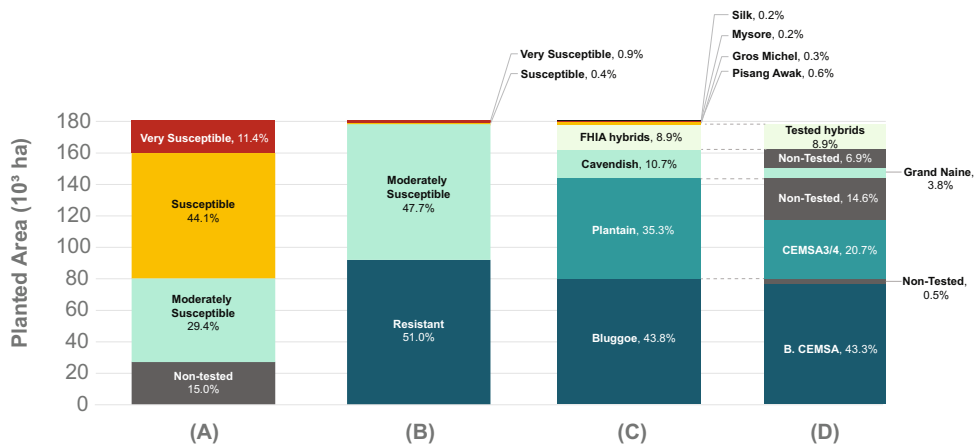 Silk, 0.2%
Mysore, 0.2%
Very Susceptible, 0.9%
Gros Michel, 0.3%
Susceptible, 0.4%
Pisang Awak, 0.6%
Planted Area (10³ ha)
180
160
140
120
100
80
60
40
20
0
Very Susceptible, 11.4%
Susceptible
44.1%
Moderately
Susceptible
29.4%
Non-tested
15.0%
Moderately
Susceptible
47.7%
Resistant
51.0%
FHIA hybrids, 8.9%
Cavendish, 10.7%
Plantain, 35.3%
Bluggoe, 43.8%
Tested hybrids
8.9%
Non-Tested, 6.9%
Grand Naine,
3.8%
Non-Tested, 14.6%
CEMSA3/4, 20.7%
Non-Tested,
0.5%
B. CEMSA, 43.3%
(A)
(B)
(C)
(D)